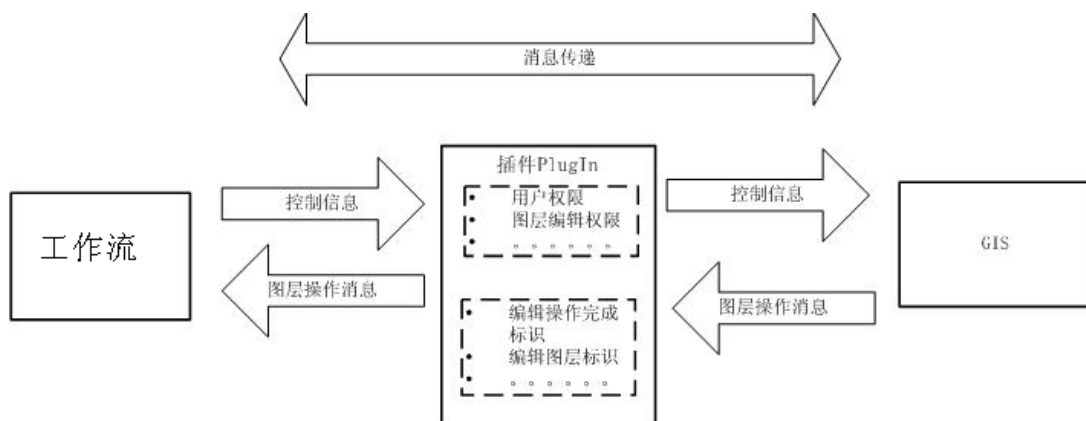 消息传递
插件PlugIn
用户权限
图层编辑权限
。。。。。。
控制信息
控制信息
工作流
GIS
图层操作消息
图层操作消息
编辑操作完成
标识
编辑图层标识
。。。。。。